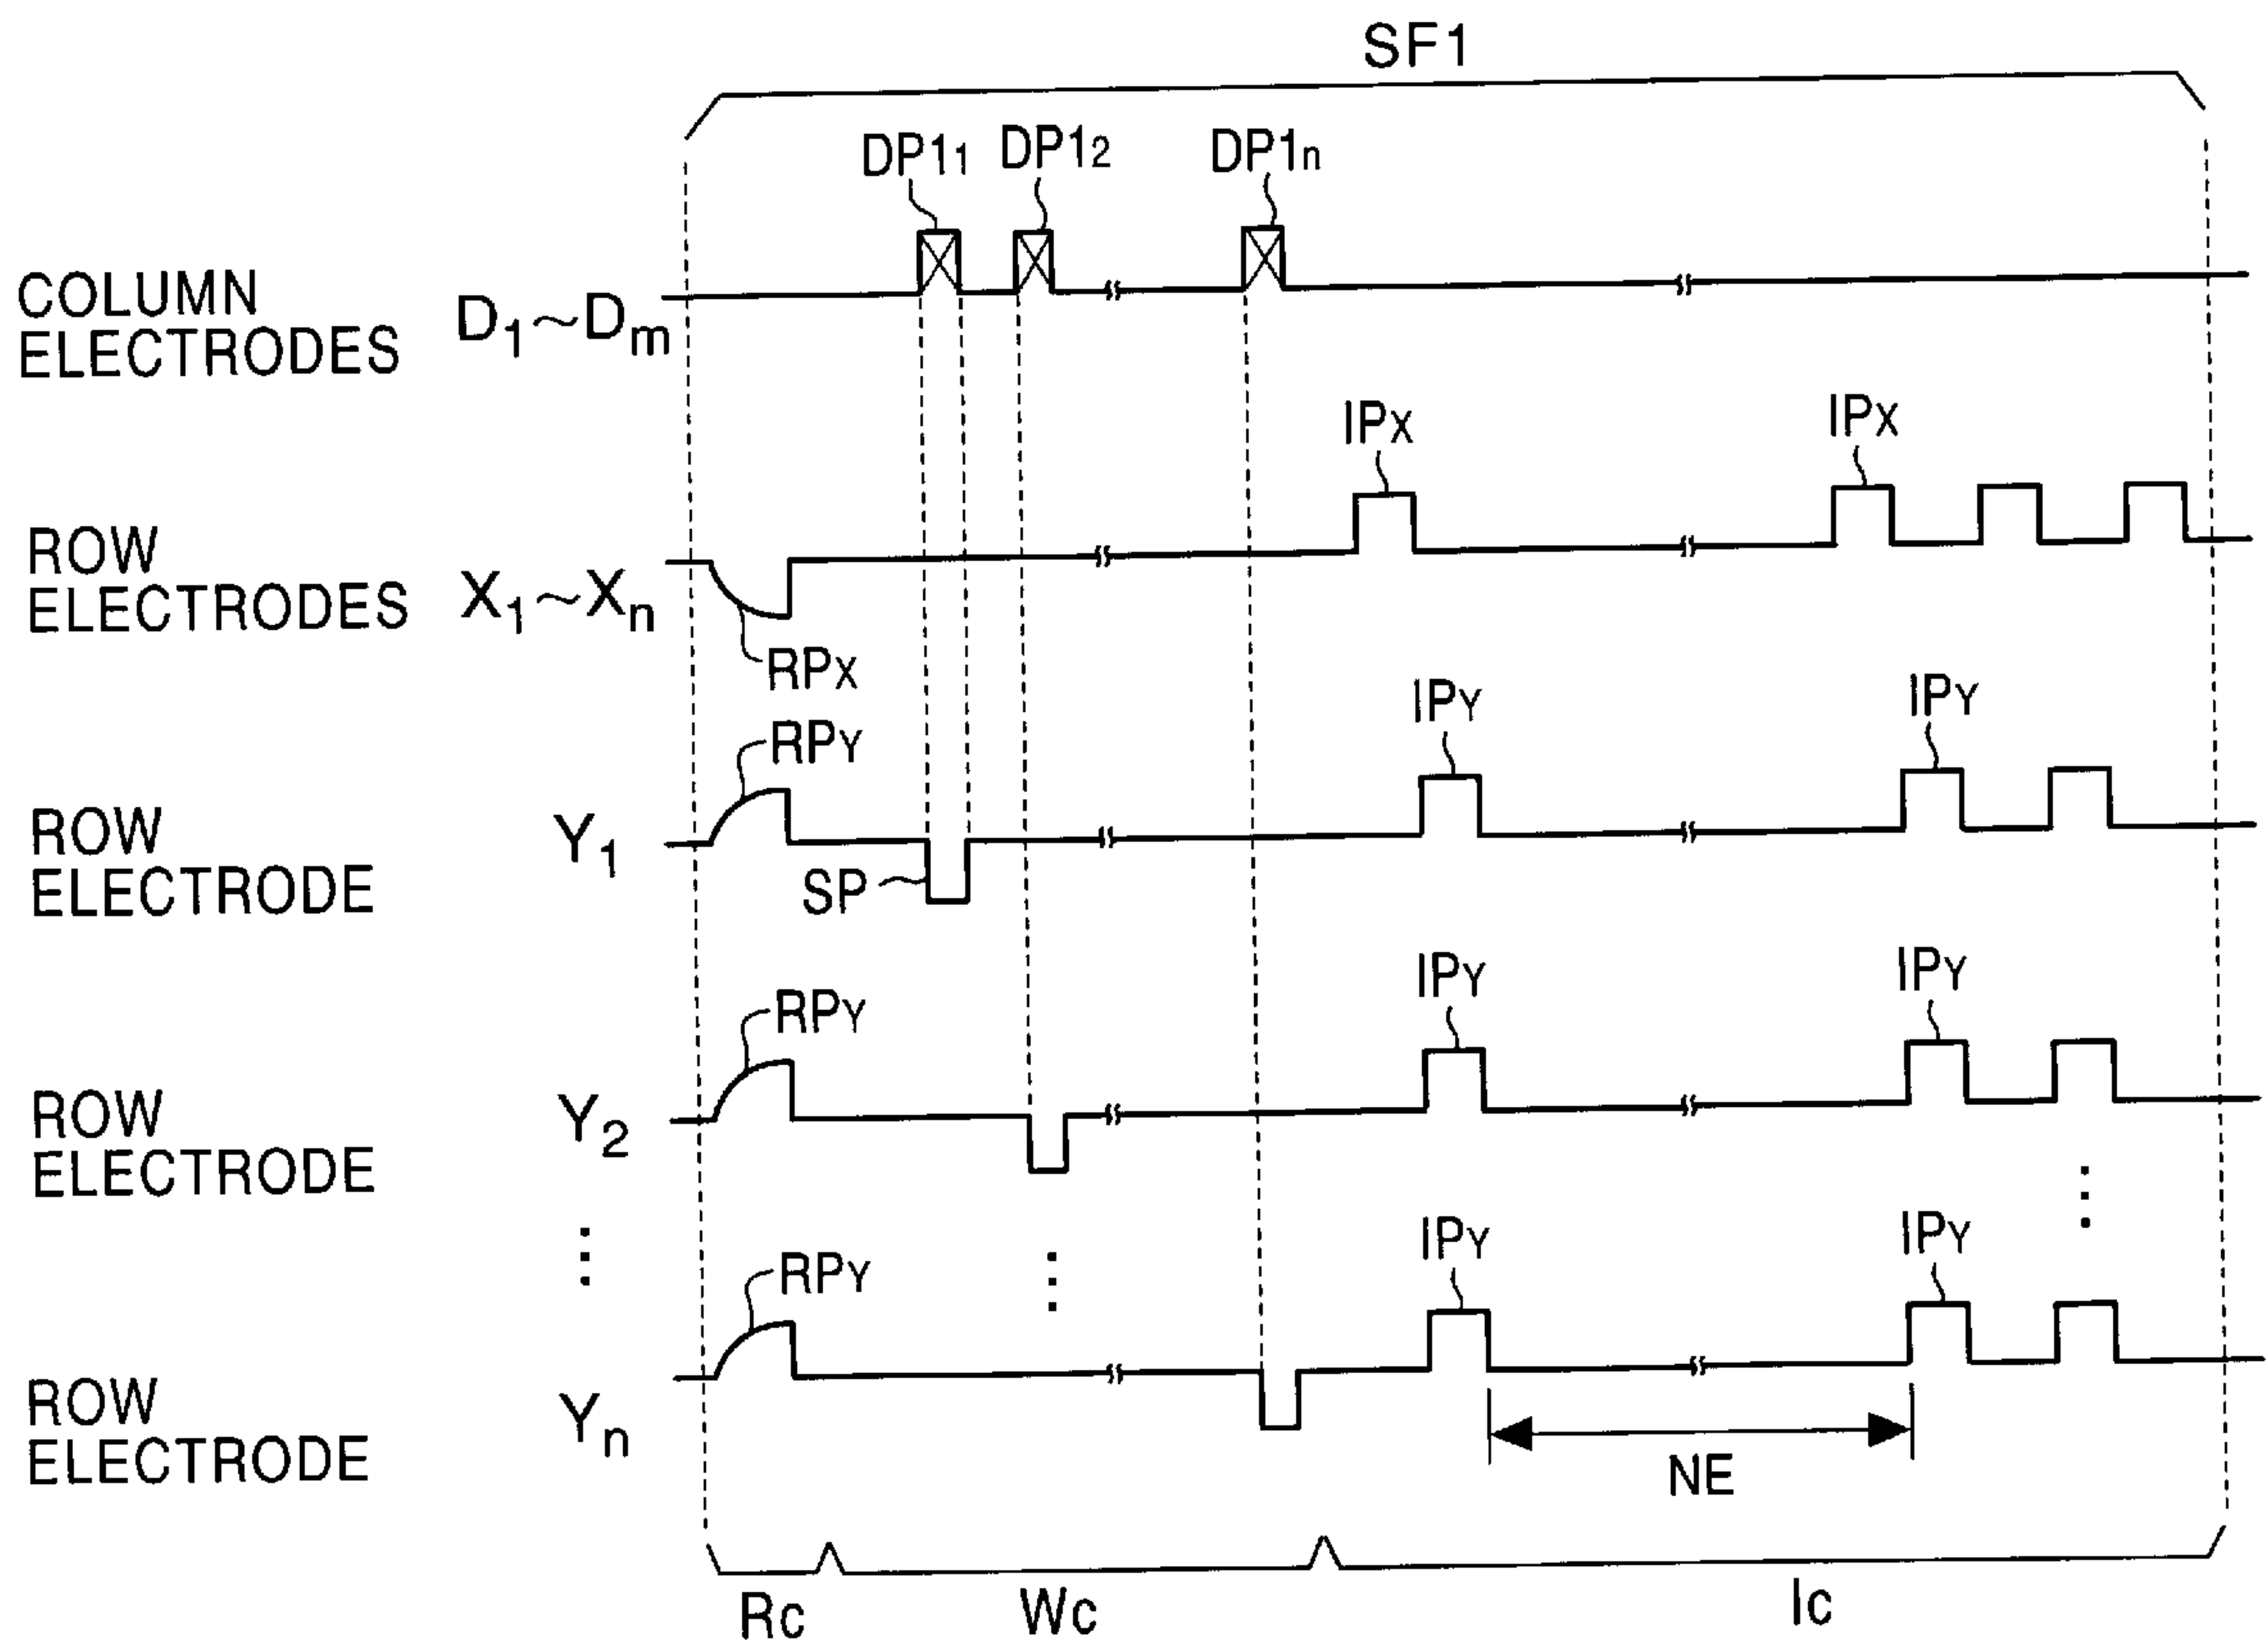 SF1
DP11 DP12 DP1n
COLUMN
ELECTRODES
D1~Dm
IPX IPX
ROW
ELECTRODES
X1~Xn
RPX
IPY IPY
RPY
ROW
ELECTRODE
Y1
SP
IPY IPY
RPY
ROW
ELECTRODE
Y2
IPY IPY
RPY
ROW
ELECTRODE
Yn
NE
Rc Wc Ic